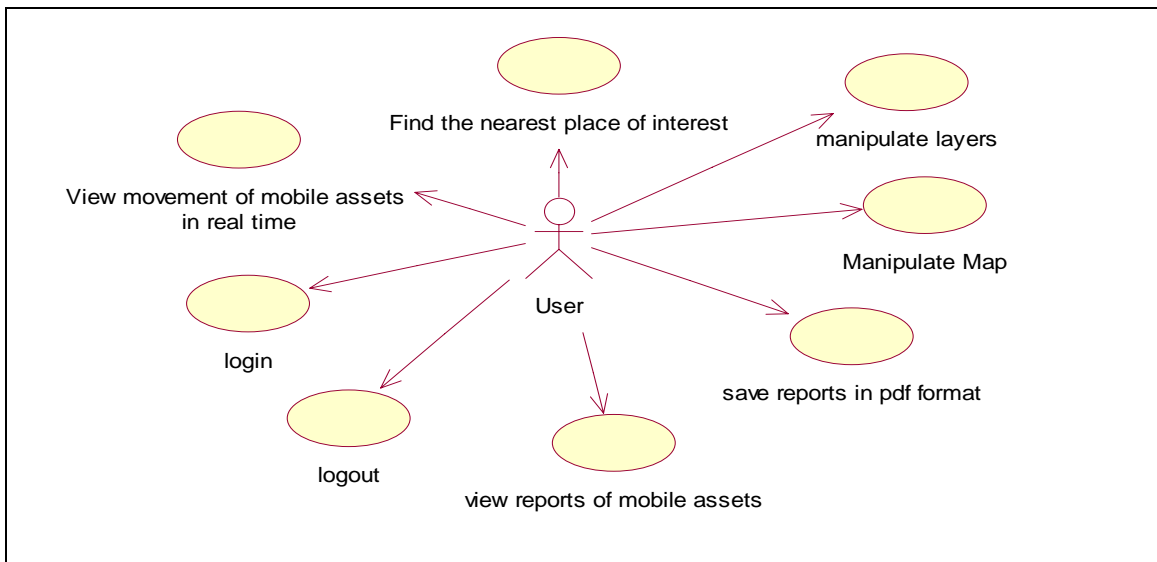 Find the nearest place of interest
manipulate layers
View movement of mobile assets
in real time
Manipulate Map
User
login
save reports in pdf format
logout
view reports of mobile assets